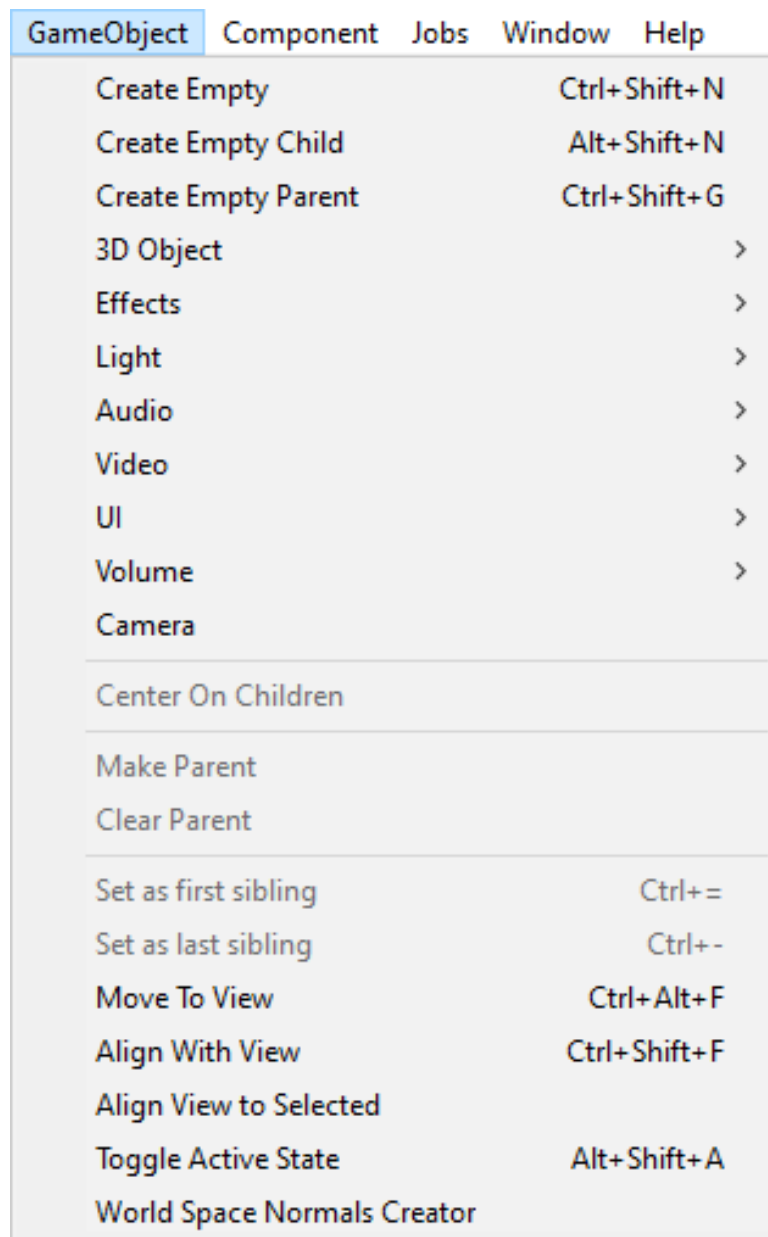 GameObject Component Jobs Window Help
Create Empty Ctrl+Shift+N
Create Empty Child Alt+Shift+N
Create Empty Parent Ctrl+Shift+G
3D Object >
Effects >
Light >
Audio >
Video >
UI >
Volume >
Camera
Center On Children
Make Parent
Clear Parent
Set as first sibling Ctrl+=
Set as last sibling Ctrl+-
Move To View Ctrl+Alt+F
Align With View Ctrl+Shift+F
Align View to Selected
Toggle Active State Alt+Shift+A
World Space Normals Creator